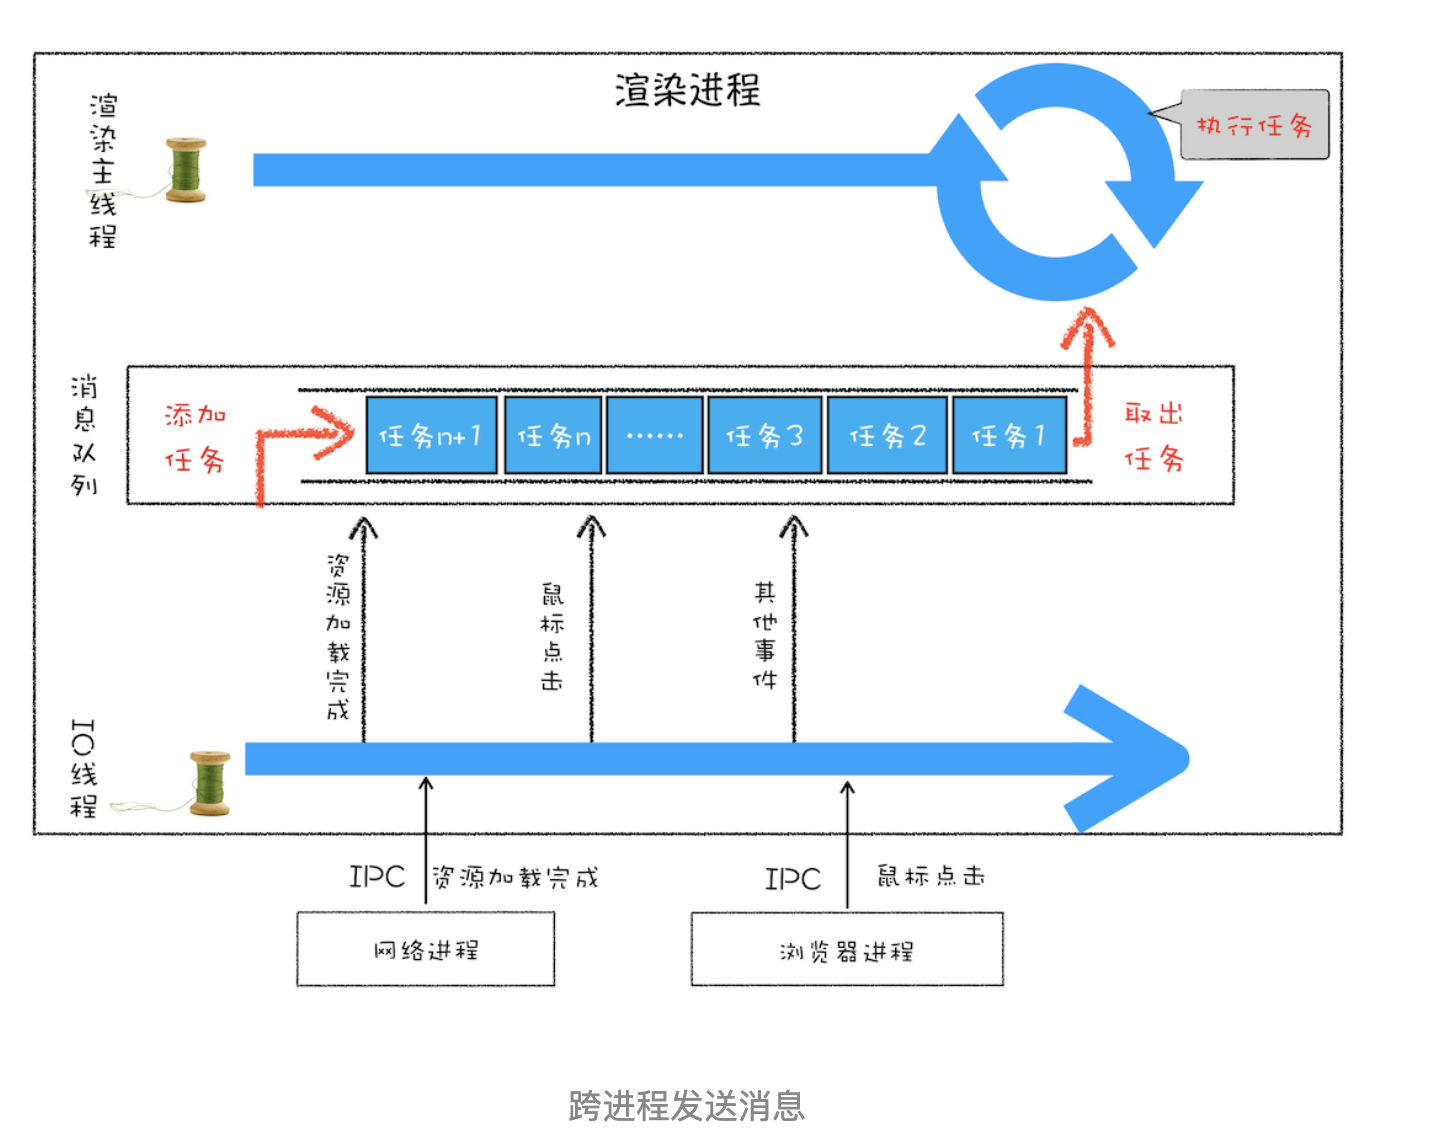 渲染进程
渲染主线程
执行任务
消息队列
添加
任务
任务n+1
任务n
……
任务3
任务2
任务1
取出
任务
资源加载完成
鼠标点击
其他事件
IO线程
IPC
资源加载完成
IPC
鼠标点击
网络进程
浏览器进程
跨进程发送消息